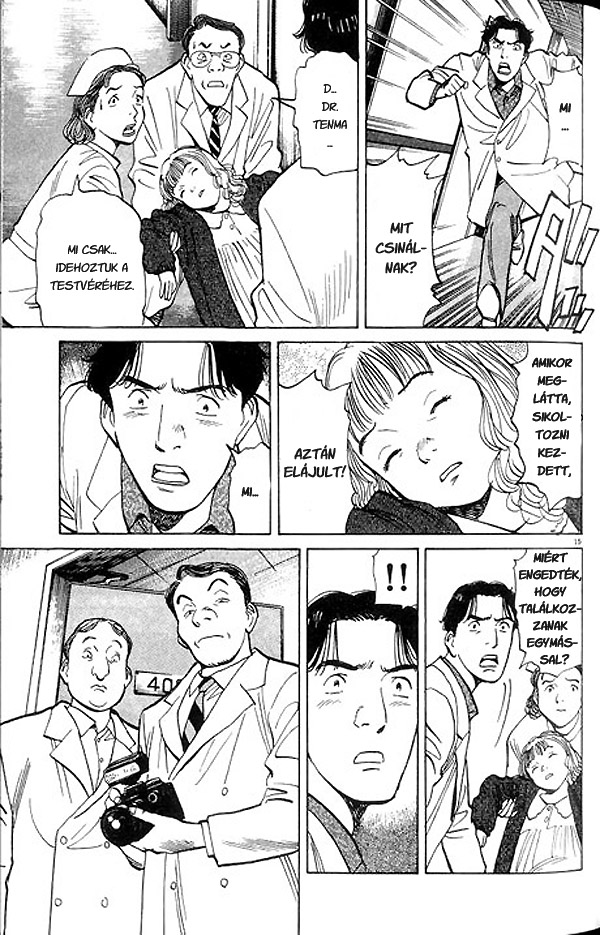 MI
...
MIT
CSINÁL-
NAK?
D...
DR.
TENMA
...
MI CSAK...
IDEHOZTUK A
TESTVÉRÉHEZ.
AMIKOR
MEG-
LÁTTA,
SIKOL-
TOZNI
KEZ-
DETT,
AZTÁN
ELÁJULT!
MI...
15
MIÉRT
ENGEDTÉK,
HOGY
TALÁLKOZ-
ZANAK
EGYMÁS-
SAL?
!!